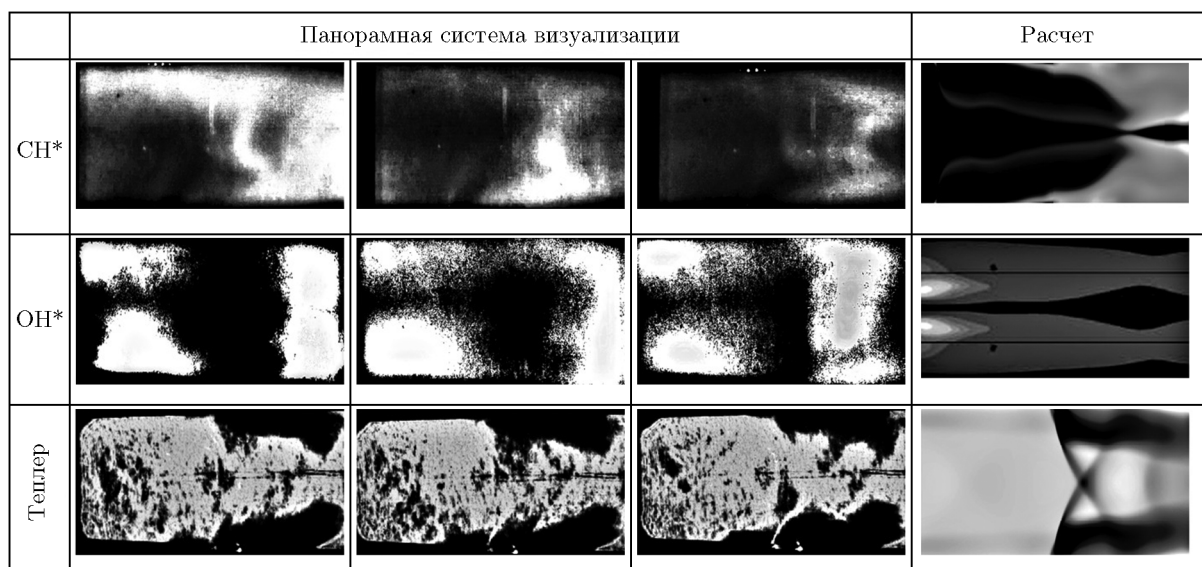 Панорамная система визуализации
Расчет
CH*
OH*
Теплер